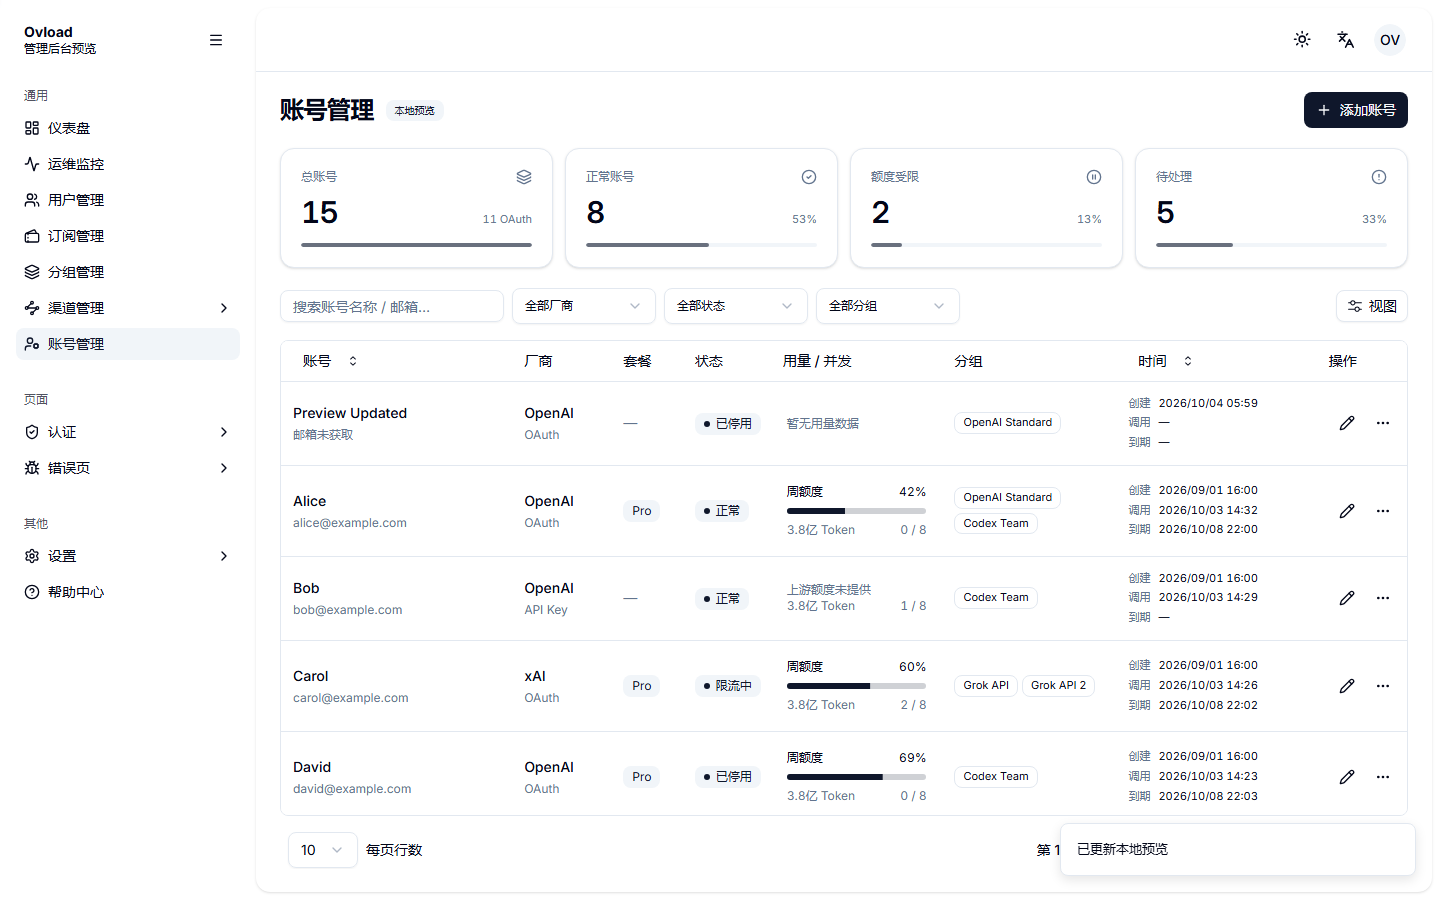 Ovload
管理后台预览
通用
仪表盘
运维监控
用户管理
订阅管理
分组管理
渠道管理
账号管理
页面
认证
错误页
其他
设置
帮助中心
OV
账号管理
本地预览
添加账号
总账号
15
11 OAuth
正常账号
8
53%
额度受限
2
13%
待处理
5
33%
搜索账号名称 / 邮箱...
全部厂商
全部状态
全部分组
视图
账号 厂商 套餐 状态 用量 / 并发 分组 时间 操作
Preview Updated
邮箱未获取
OpenAI
OAuth
—
已停用
暂无用量数据
OpenAI Standard
创建 2026/10/04 05:59
调用 —
到期 —
Alice
alice@example.com
OpenAI
OAuth
Pro
正常
周额度 42%
3.8亿 Token 0 / 8
OpenAI Standard
Codex Team
创建 2026/09/01 16:00
调用 2026/10/03 14:32
到期 2026/10/08 22:00
Bob
bob@example.com
OpenAI
API Key
—
正常
上游额度未提供
3.8亿 Token 1 / 8
Codex Team
创建 2026/09/01 16:00
调用 2026/10/03 14:29
到期 —
Carol
carol@example.com
xAI
OAuth
Pro
限流中
周额度 60%
3.8亿 Token 2 / 8
Grok API Grok API 2
创建 2026/09/01 16:00
调用 2026/10/03 14:26
到期 2026/10/08 22:02
David
david@example.com
OpenAI
OAuth
Pro
已停用
周额度 69%
3.8亿 Token 0 / 8
Codex Team
创建 2026/09/01 16:00
调用 2026/10/03 14:23
到期 2026/10/08 22:03
10 每页行数
第 1
已更新本地预览